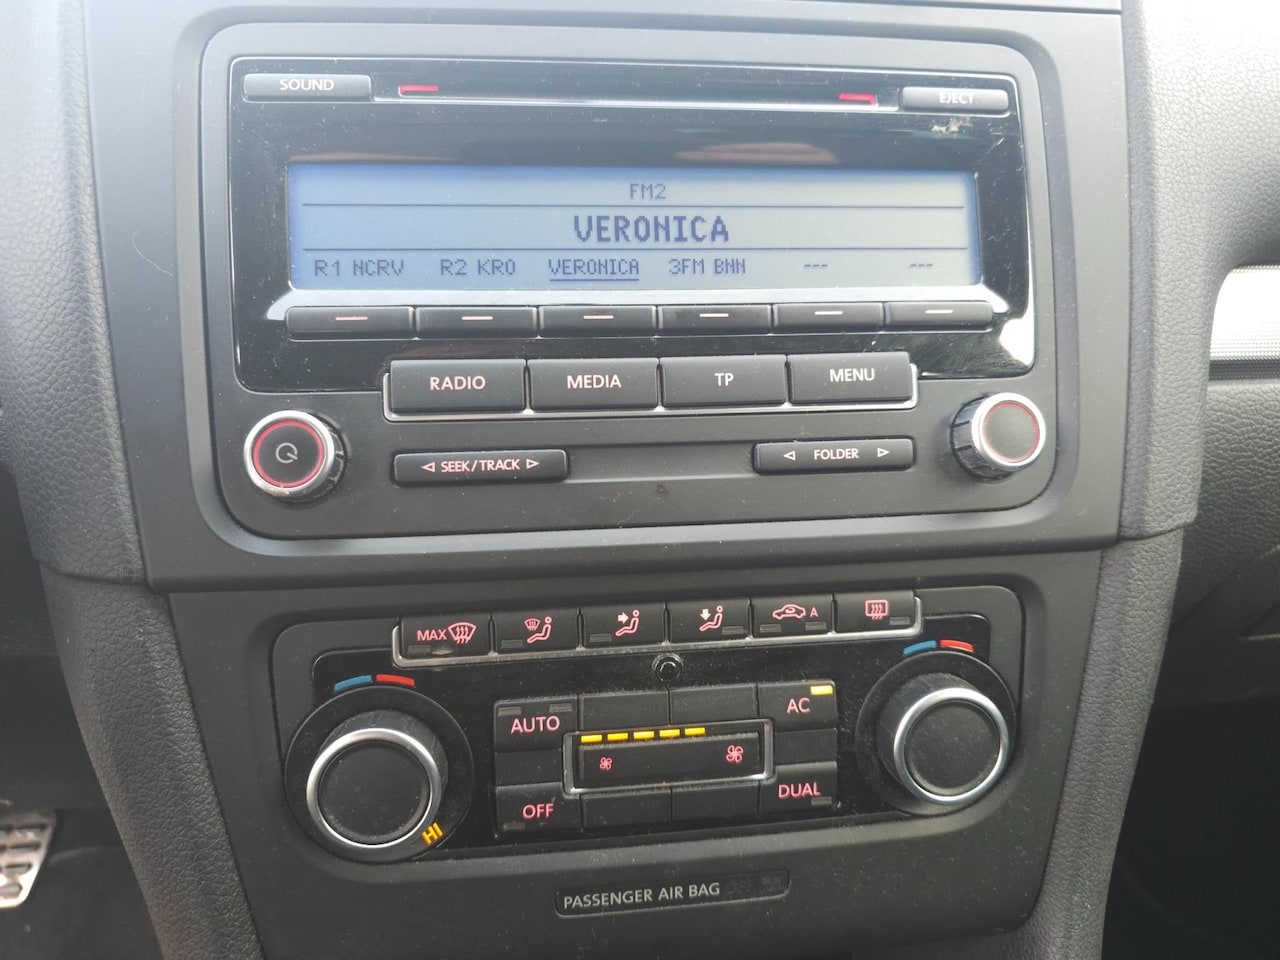 SOUND
EJECT
FM2
VERONICA
R1 NCRV R2 KRO VERONICA 3FM BNN --- ---
RADIO MEDIA TP MENU
SEEK/TRACK FOLDER
MAX A
AUTO AC
OFF DUAL
HI
PASSENGER AIR BAG